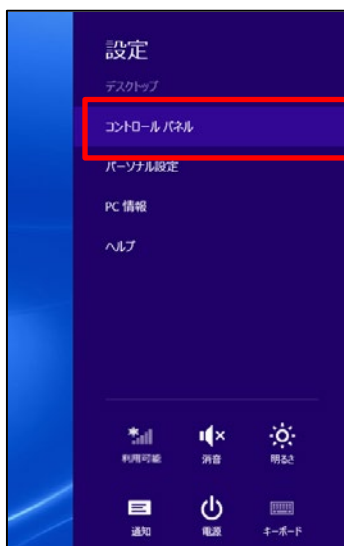 設定
デスクトップ
コントロール パネル
パーソナル設定
PC 情報
ヘルプ
利用可能
消音
明るさ
通知
電源
キーボード